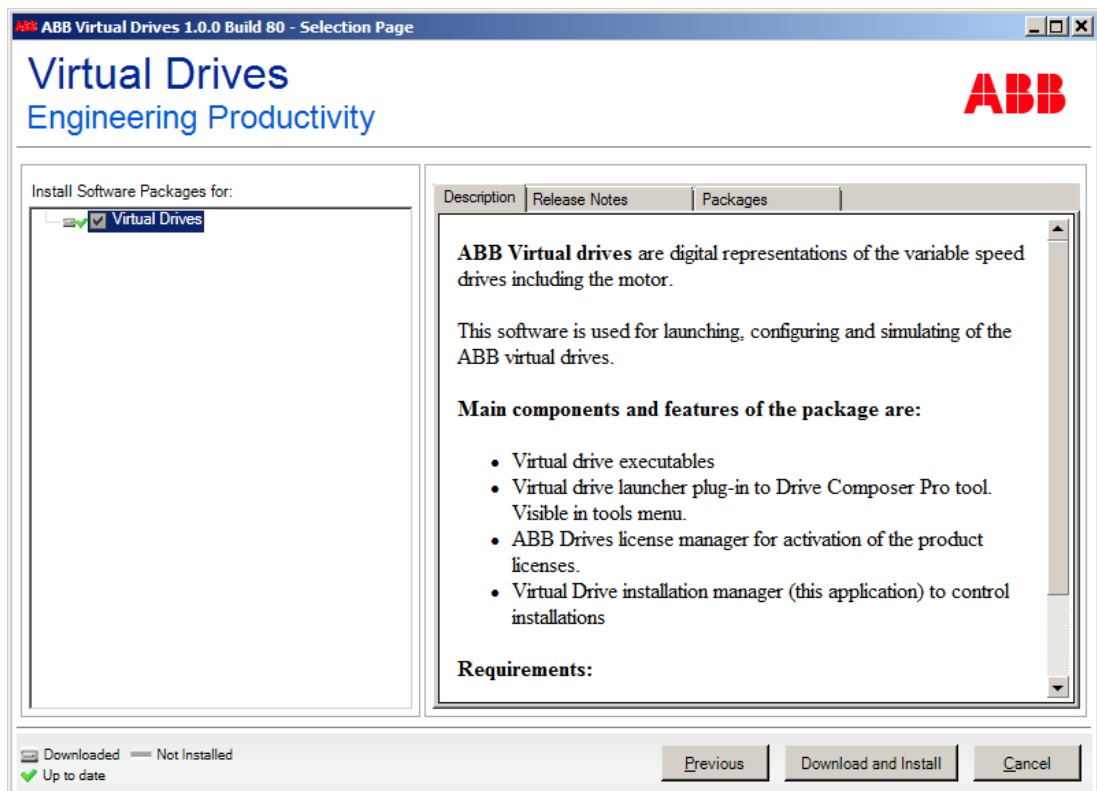 ABB ABB Virtual Drives 1.0.0 Build 80 - Selection Page
Virtual Drives
Engineering Productivity
ABB
Install Software Packages for:
Virtual Drives
Description Release Notes Packages
ABB Virtual drives are digital representations of the variable speed
drives including the motor.
This software is used for launching, configuring and simulating of the
ABB virtual drives.
Main components and features of the package are:
• Virtual drive executables
• Virtual drive launcher plug-in to Drive Composer Pro tool.
Visible in tools menu.
• ABB Drives license manager for activation of the product
licenses.
• Virtual Drive installation manager (this application) to control
installations
Requirements:
Downloaded Not Installed
Up to date
Previous Download and Install Cancel